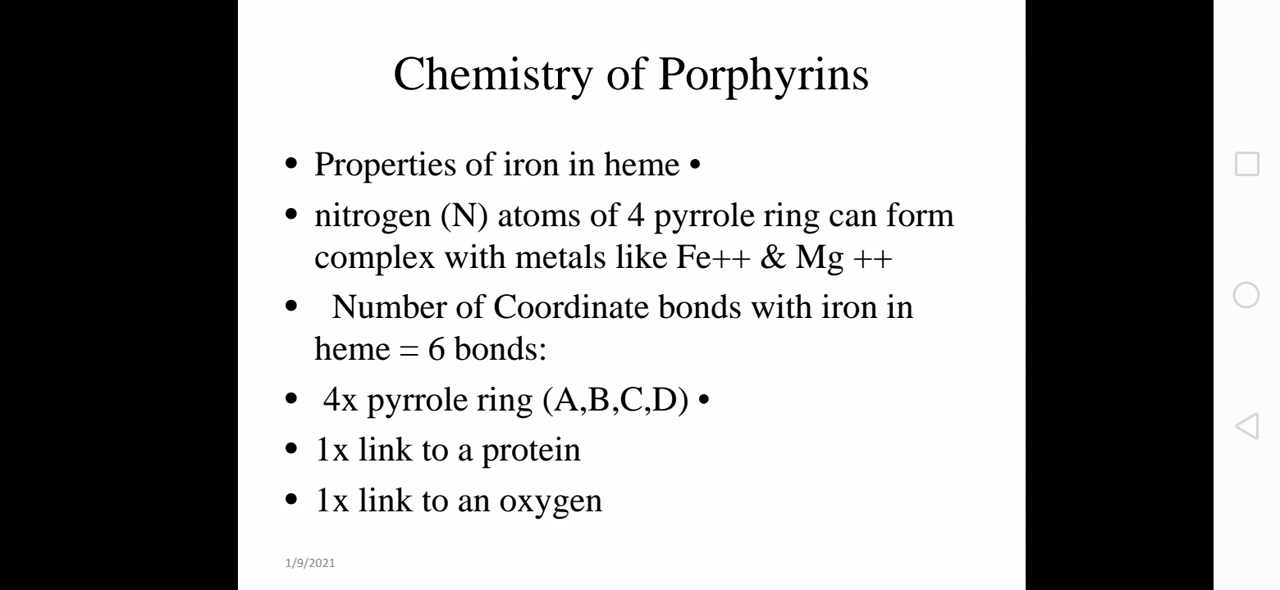 Chemistry of Porphyrins
• Properties of iron in heme •
• nitrogen (N) atoms of 4 pyrrole ring can form
complex with metals like Fe++ & Mg ++
• Number of Coordinate bonds with iron in
heme = 6 bonds:
• 4x pyrrole ring (A,B,C,D) •
• 1x link to a protein
• 1x link to an oxygen
1/9/2021